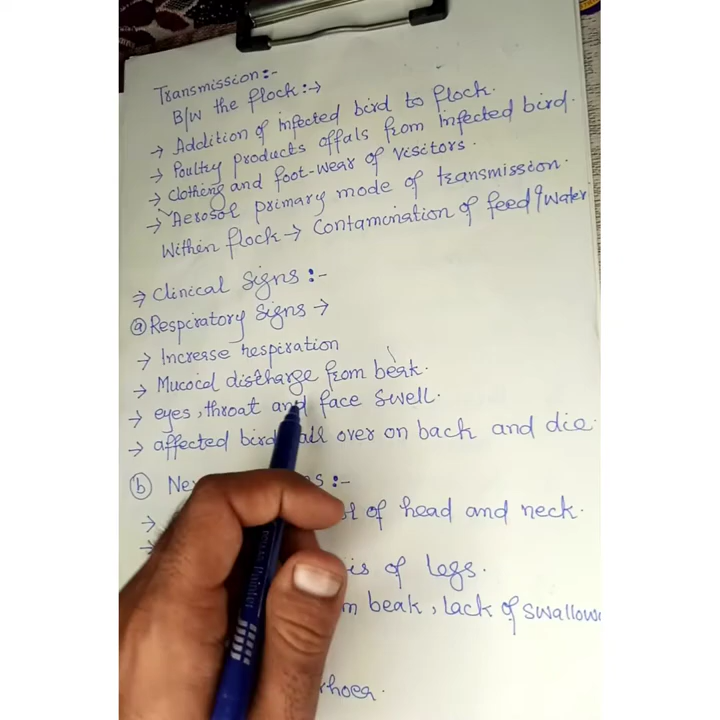 Transmission:-
B/W the flock:→
→ Addition of infected bird to flock.
→ Poultry products offals from infected bird.
→ Clothing and foot-wear of visitors.
→ Aerosol primary mode of transmission.
Within flock → Contamination of feed & water
⇒ Clinical Signs:-
ⓐ Respiratory Signs →
→ Increase respiration
→ Mucoid discharge from beak.
→ eyes, throat and face swell.
→ affected bird over on back and die.
ⓑ
→ of head and neck.
→
of legs.
beak, lack of